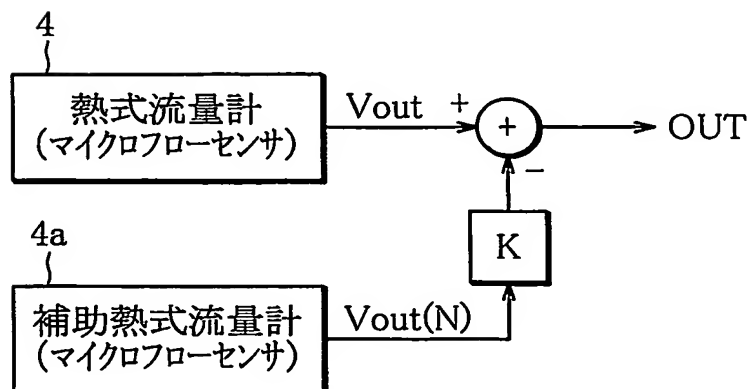 4
熱式流量計
(マイクロフローセンサ)
Vout
+
+
OUT
−
K
4a
補助熱式流量計
(マイクロフローセンサ)
Vout(N)